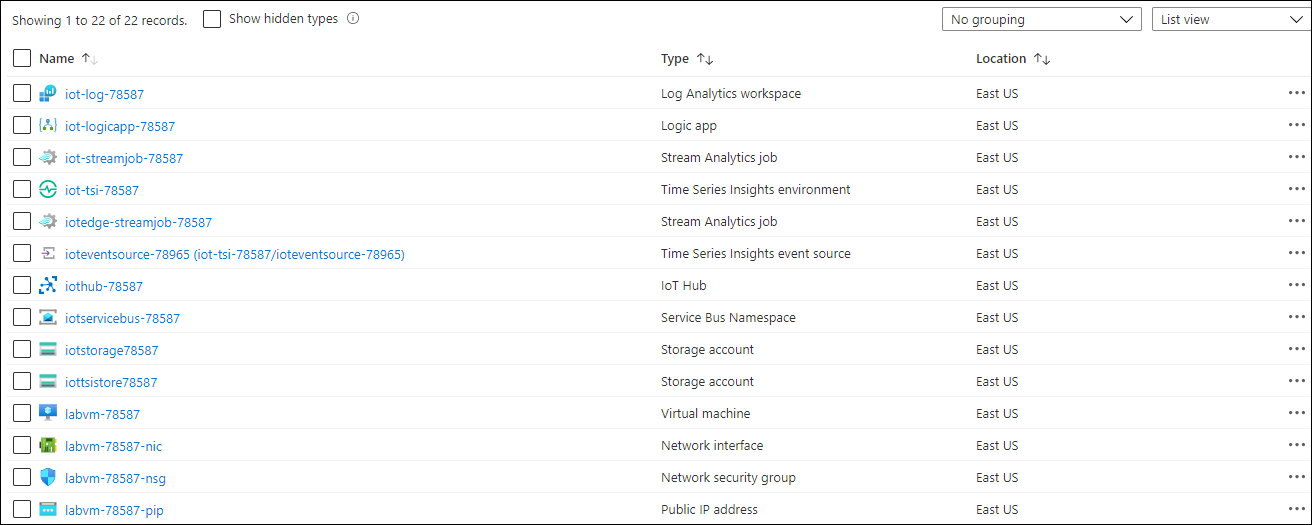 Showing 1 to 22 of 22 records. Show hidden types No grouping List view
Name Type Location
iot-log-78587 Log Analytics workspace East US
iot-logicapp-78587 Logic app East US
iot-streamjob-78587 Stream Analytics job East US
iot-tsi-78587 Time Series Insights environment East US
iotedge-streamjob-78587 Stream Analytics job East US
ioteventsource-78965 (iot-tsi-78587/ioteventsource-78965) Time Series Insights event source East US
iothub-78587 IoT Hub East US
iotservicebus-78587 Service Bus Namespace East US
iotstorage78587 Storage account East US
iottsistore78587 Storage account East US
labvm-78587 Virtual machine East US
labvm-78587-nic Network interface East US
labvm-78587-nsg Network security group East US
labvm-78587-pip Public IP address East US